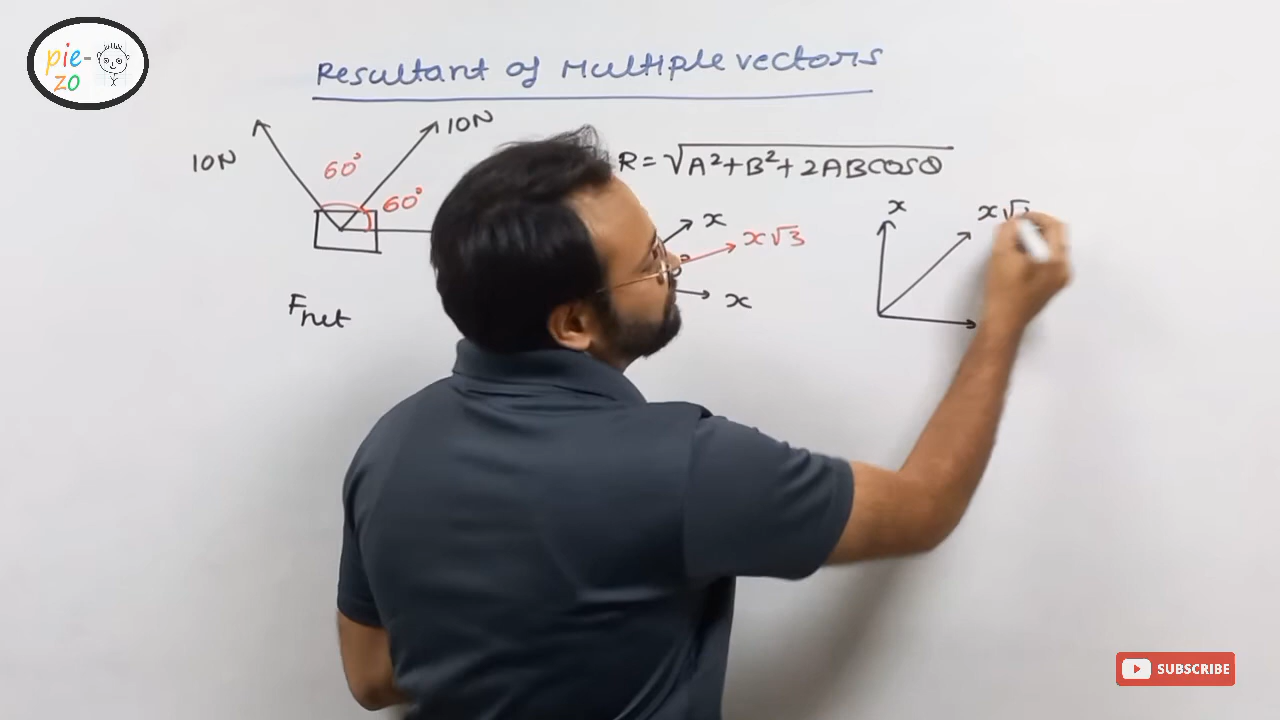 pie-
zo
Resultant of Multiple vectors
10N
10N
60°
60°
R = √A²+B²+2ABCOSθ
x
x√3
x
x
x√
Fnet
SUBSCRIBE